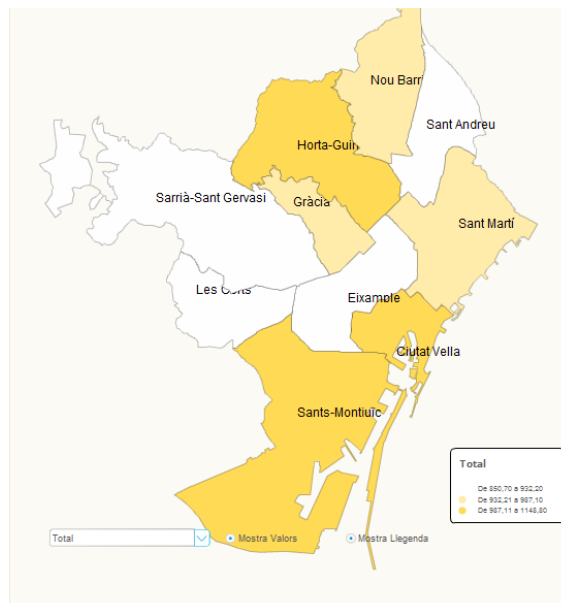 Nou Barr
Sant Andreu
Horta-Guin
Sarrià-Sant Gervasi
Gràcia
Sant Martí
Les Corts
Eixample
Ciutat Vella
Sants-Montjuïc
Total
De 850,70 a 932,20
De 932,21 a 987,10
De 987,11 a 1148,80
Total
Mostra Valors
Mostra Llegenda